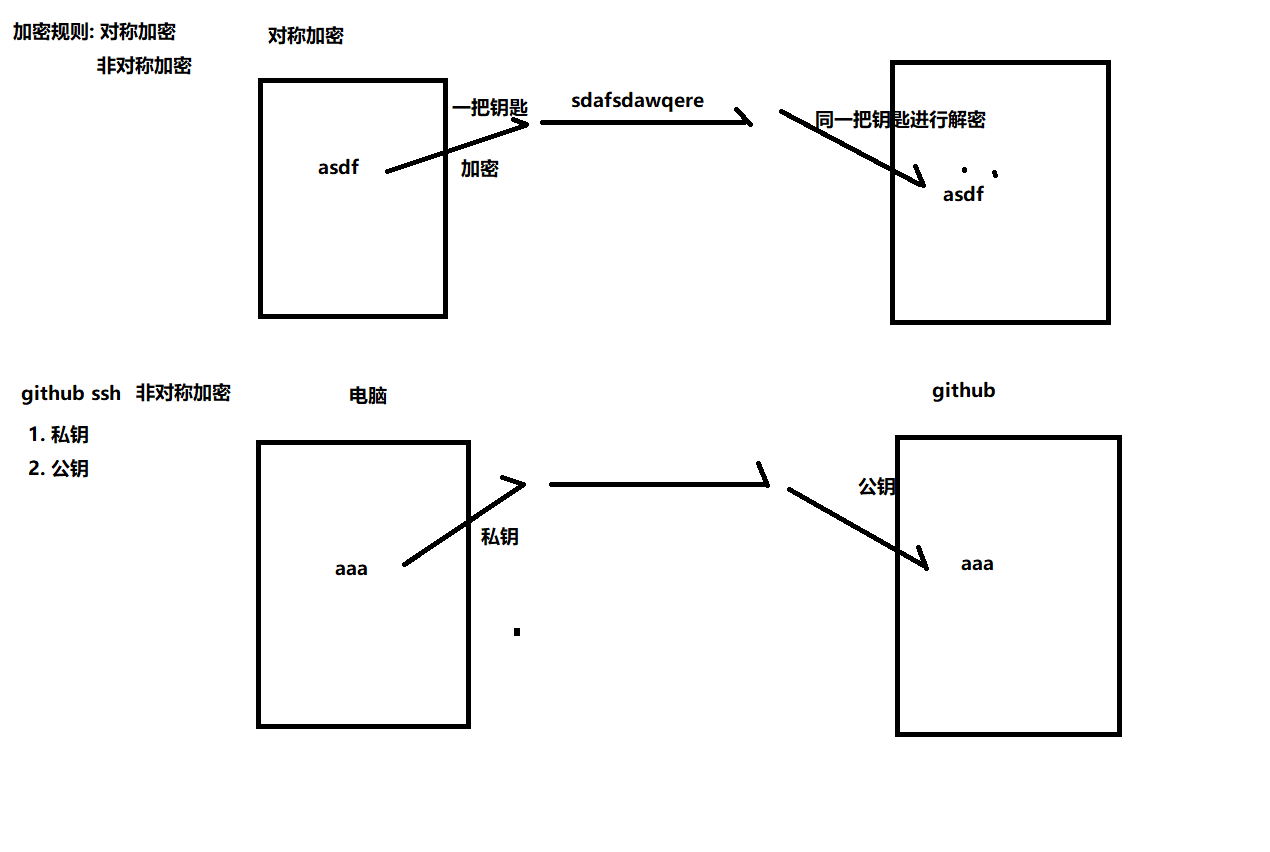 加密规则: 对称加密
非对称加密
对称加密
一把钥匙
sdafsdawqere
同一把钥匙进行解密
asdf
加密
asdf
github ssh 非对称加密
1. 私钥
2. 公钥
电脑
github
公钥
私钥
aaa
aaa